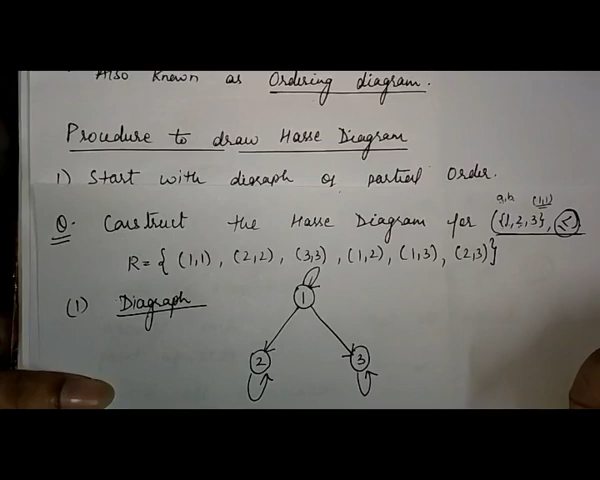 Also known as Ordering diagram.
Procedure to draw Hasse Diagram
1) Start with digraph of partial Order.
a,b (1,1)
Q. Construct the Hasse Diagram for ({1,2,3}, ≤)
R = { (1,1), (2,2), (3,3), (1,2), (1,3), (2,3)}
(1) Diagraph
1
2 3